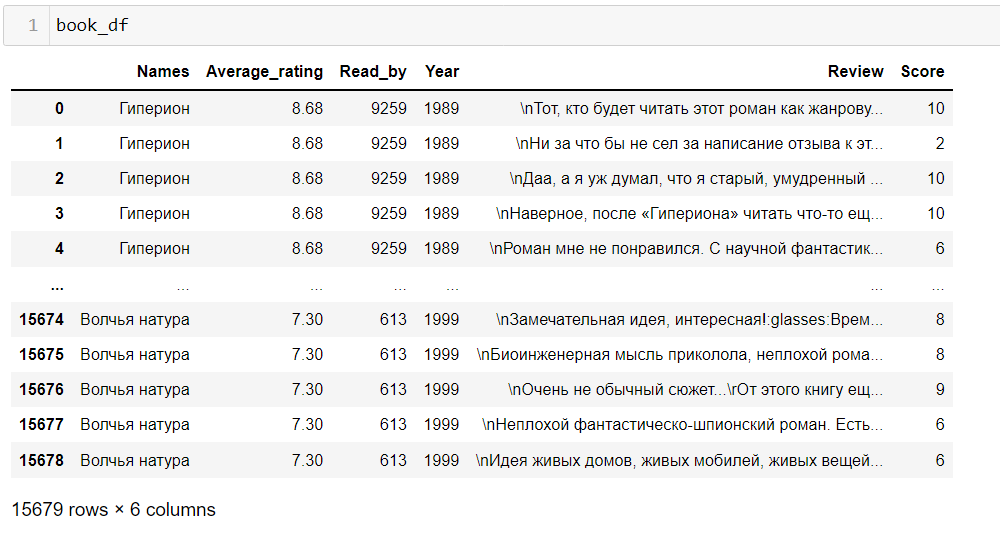 1 book_df
Names Average_rating Read_by Year Review Score
0 Гиперион 8.68 9259 1989 \nТот, кто будет читать этот роман как жанрову... 10
1 Гиперион 8.68 9259 1989 \nНи за что бы не сел за написание отзыва к эт... 2
2 Гиперион 8.68 9259 1989 \nДаа, а я уж думал, что я старый, умудренный ... 10
3 Гиперион 8.68 9259 1989 \nНаверное, после «Гипериона» читать что-то ещ... 10
4 Гиперион 8.68 9259 1989 \nРоман мне не понравился. С научной фантастик... 6
... ... ... ... ... ... ...
15674 Волчья натура 7.30 613 1999 \nЗамечательная идея, интересная!:glasses:Врем... 8
15675 Волчья натура 7.30 613 1999 \nБиоинженерная мысль приколола, неплохой рома... 8
15676 Волчья натура 7.30 613 1999 \nОчень не обычный сюжет...\rОт этого книгу ещ... 9
15677 Волчья натура 7.30 613 1999 \nНеплохой фантастическо-шпионский роман. Есть... 6
15678 Волчья натура 7.30 613 1999 \nИдея живых домов, живых мобилей, живых вещей... 6
15679 rows × 6 columns